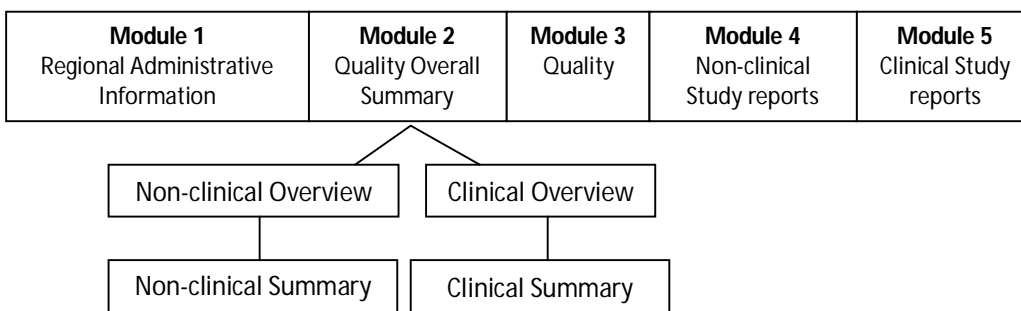 Module 1
Regional Administrative
Information
Module 2
Quality Overall
Summary
Module 3
Quality
Module 4
Non-clinical
Study reports
Module 5
Clinical Study
reports
Non-clinical Overview
Clinical Overview
Non-clinical Summary
Clinical Summary